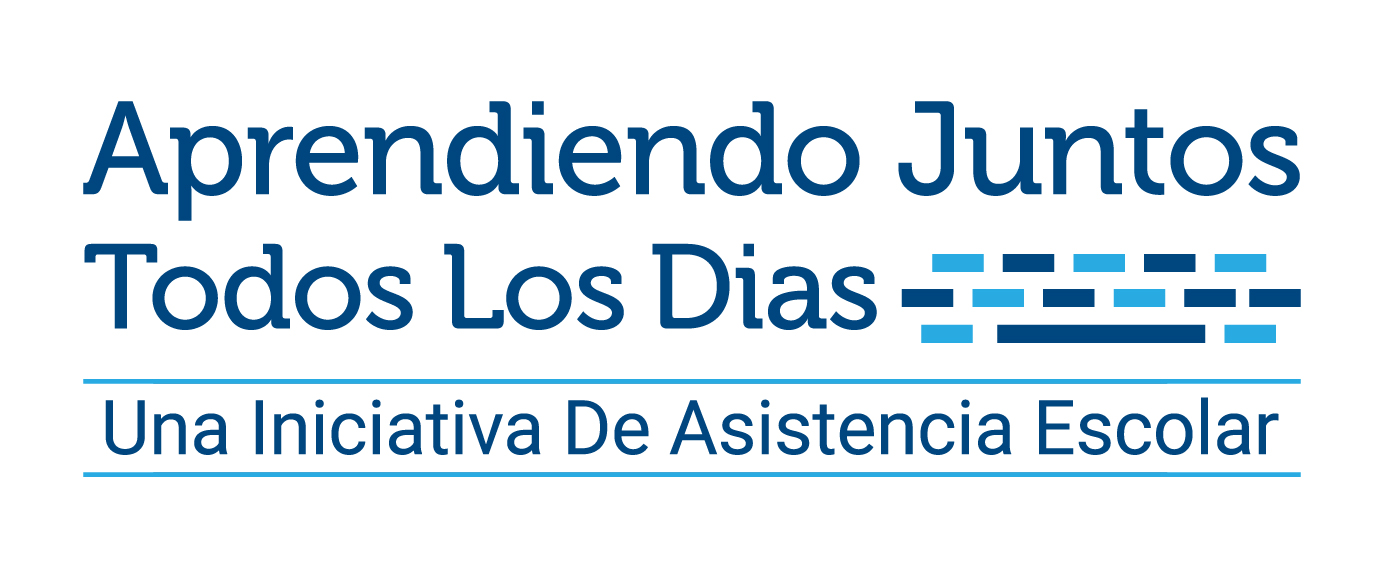 Aprendiendo Juntos
Todos Los Dias
Una Iniciativa De Asistencia Escolar